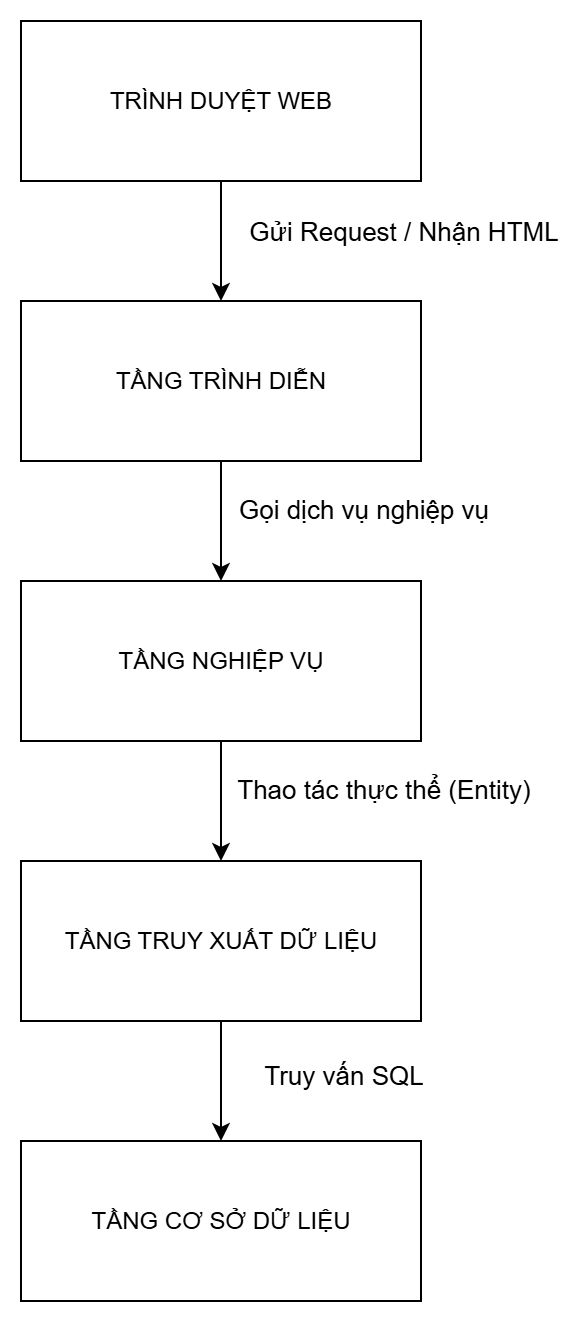 TRÌNH DUYỆT WEB
Gửi Request / Nhận HTML
TẦNG TRÌNH DIỄN
Gọi dịch vụ nghiệp vụ
TẦNG NGHIỆP VỤ
Thao tác thực thể (Entity)
TẦNG TRUY XUẤT DỮ LIỆU
Truy vấn SQL
TẦNG CƠ SỞ DỮ LIỆU